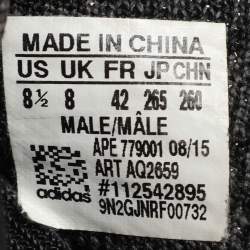 MADE IN CHINA
US UK FR JP CHN
8½ 8 42 265 260
MALE/MÂLE
APE 779001 08/15
ART AQ2659
adidas #112542895
9N2GJNRF00732